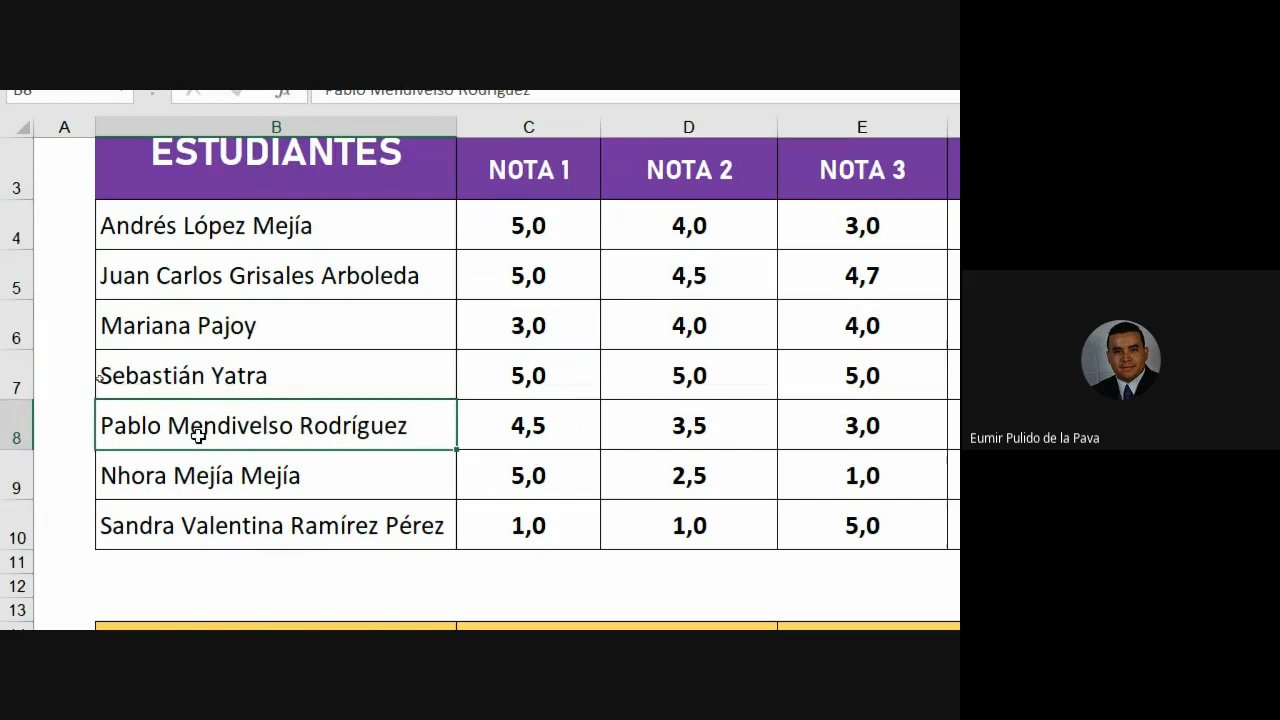 B8 fx Pablo Mendivelso Rodríguez
A B C D E
3 ESTUDIANTES NOTA 1 NOTA 2 NOTA 3
4 Andrés López Mejía 5,0 4,0 3,0
5 Juan Carlos Grisales Arboleda 5,0 4,5 4,7
6 Mariana Pajoy 3,0 4,0 4,0
7 Sebastián Yatra 5,0 5,0 5,0
8 Pablo Mendivelso Rodríguez 4,5 3,5 3,0
9 Nhora Mejía Mejía 5,0 2,5 1,0
10 Sandra Valentina Ramírez Pérez 1,0 1,0 5,0
11
12
13
Eumir Pulido de la Pava